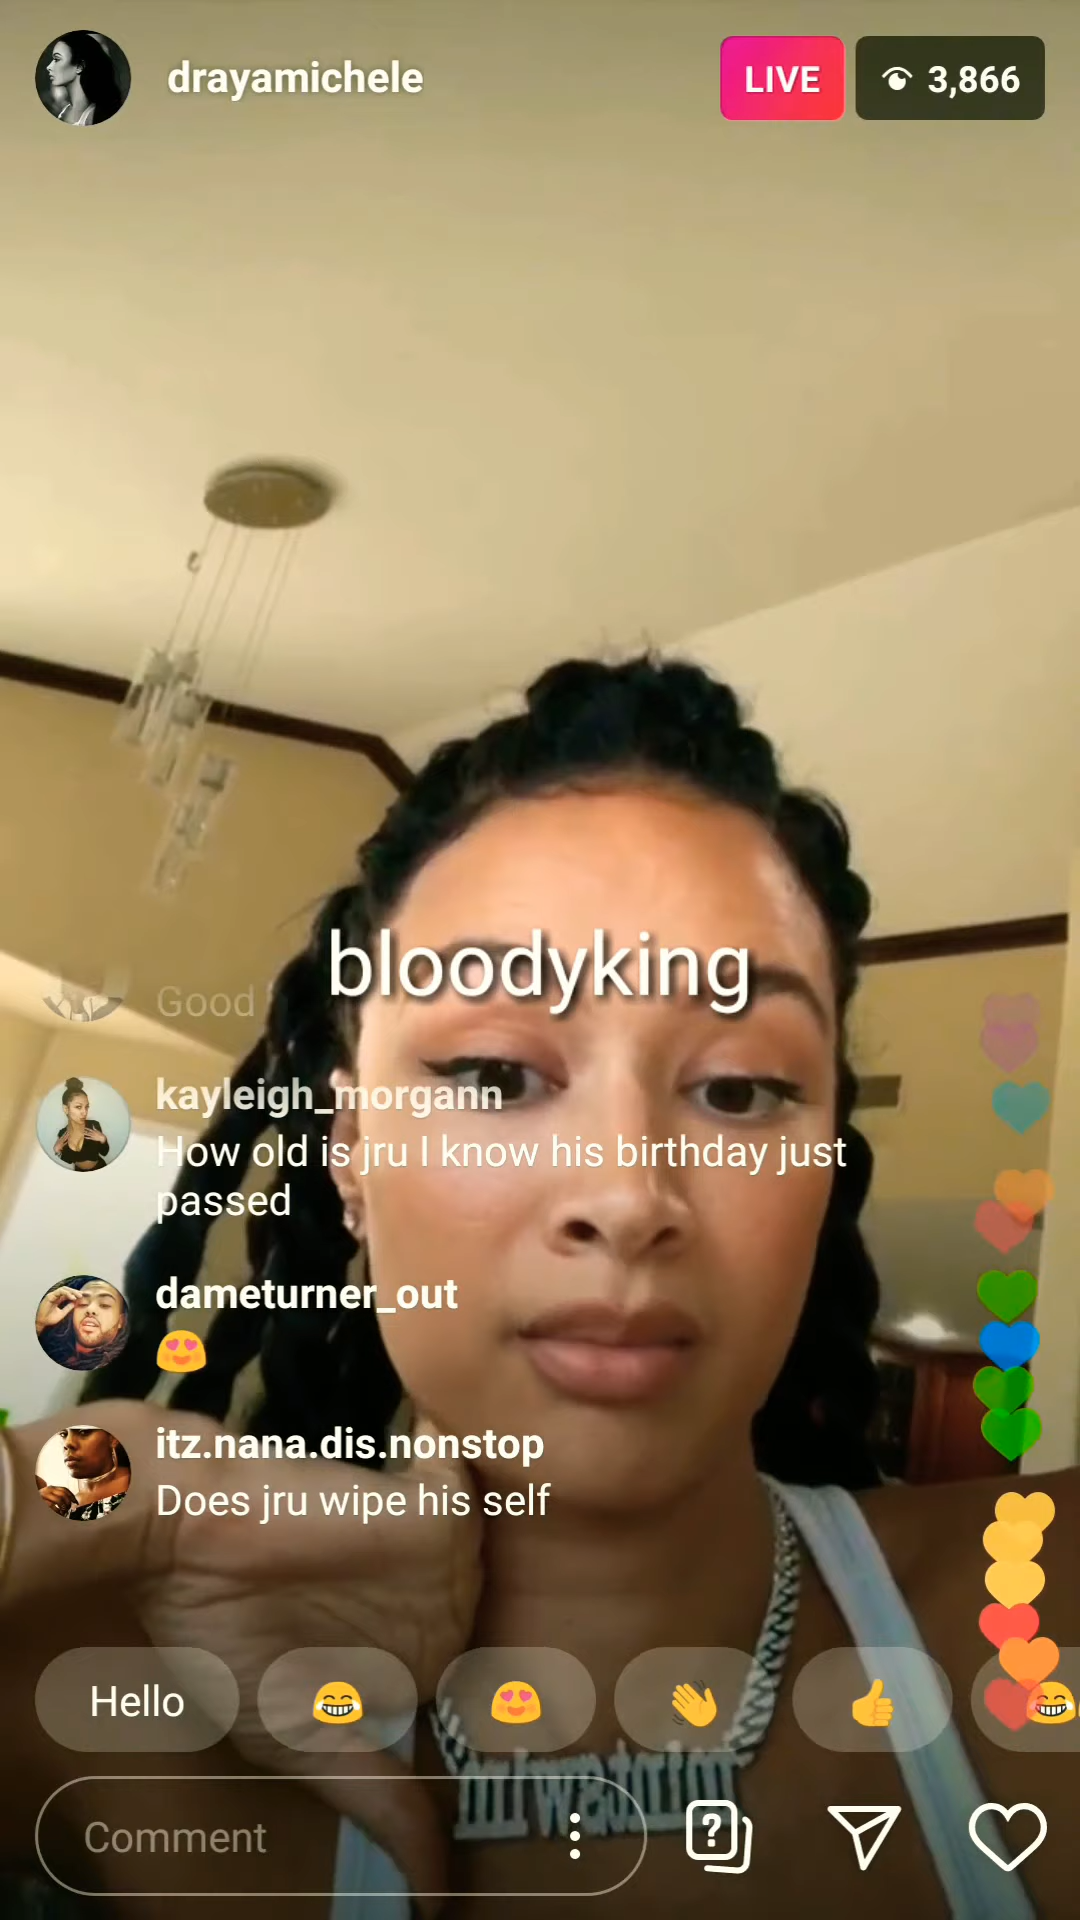 drayamichele
LIVE
3,866
bloodyking
Good
kayleigh_morgann
How old is jru I know his birthday just
passed
dameturner_out
😍
itz.nana.dis.nonstop
Does jru wipe his self
Hello
😂
😍
👋
👍
😂
Comment
?